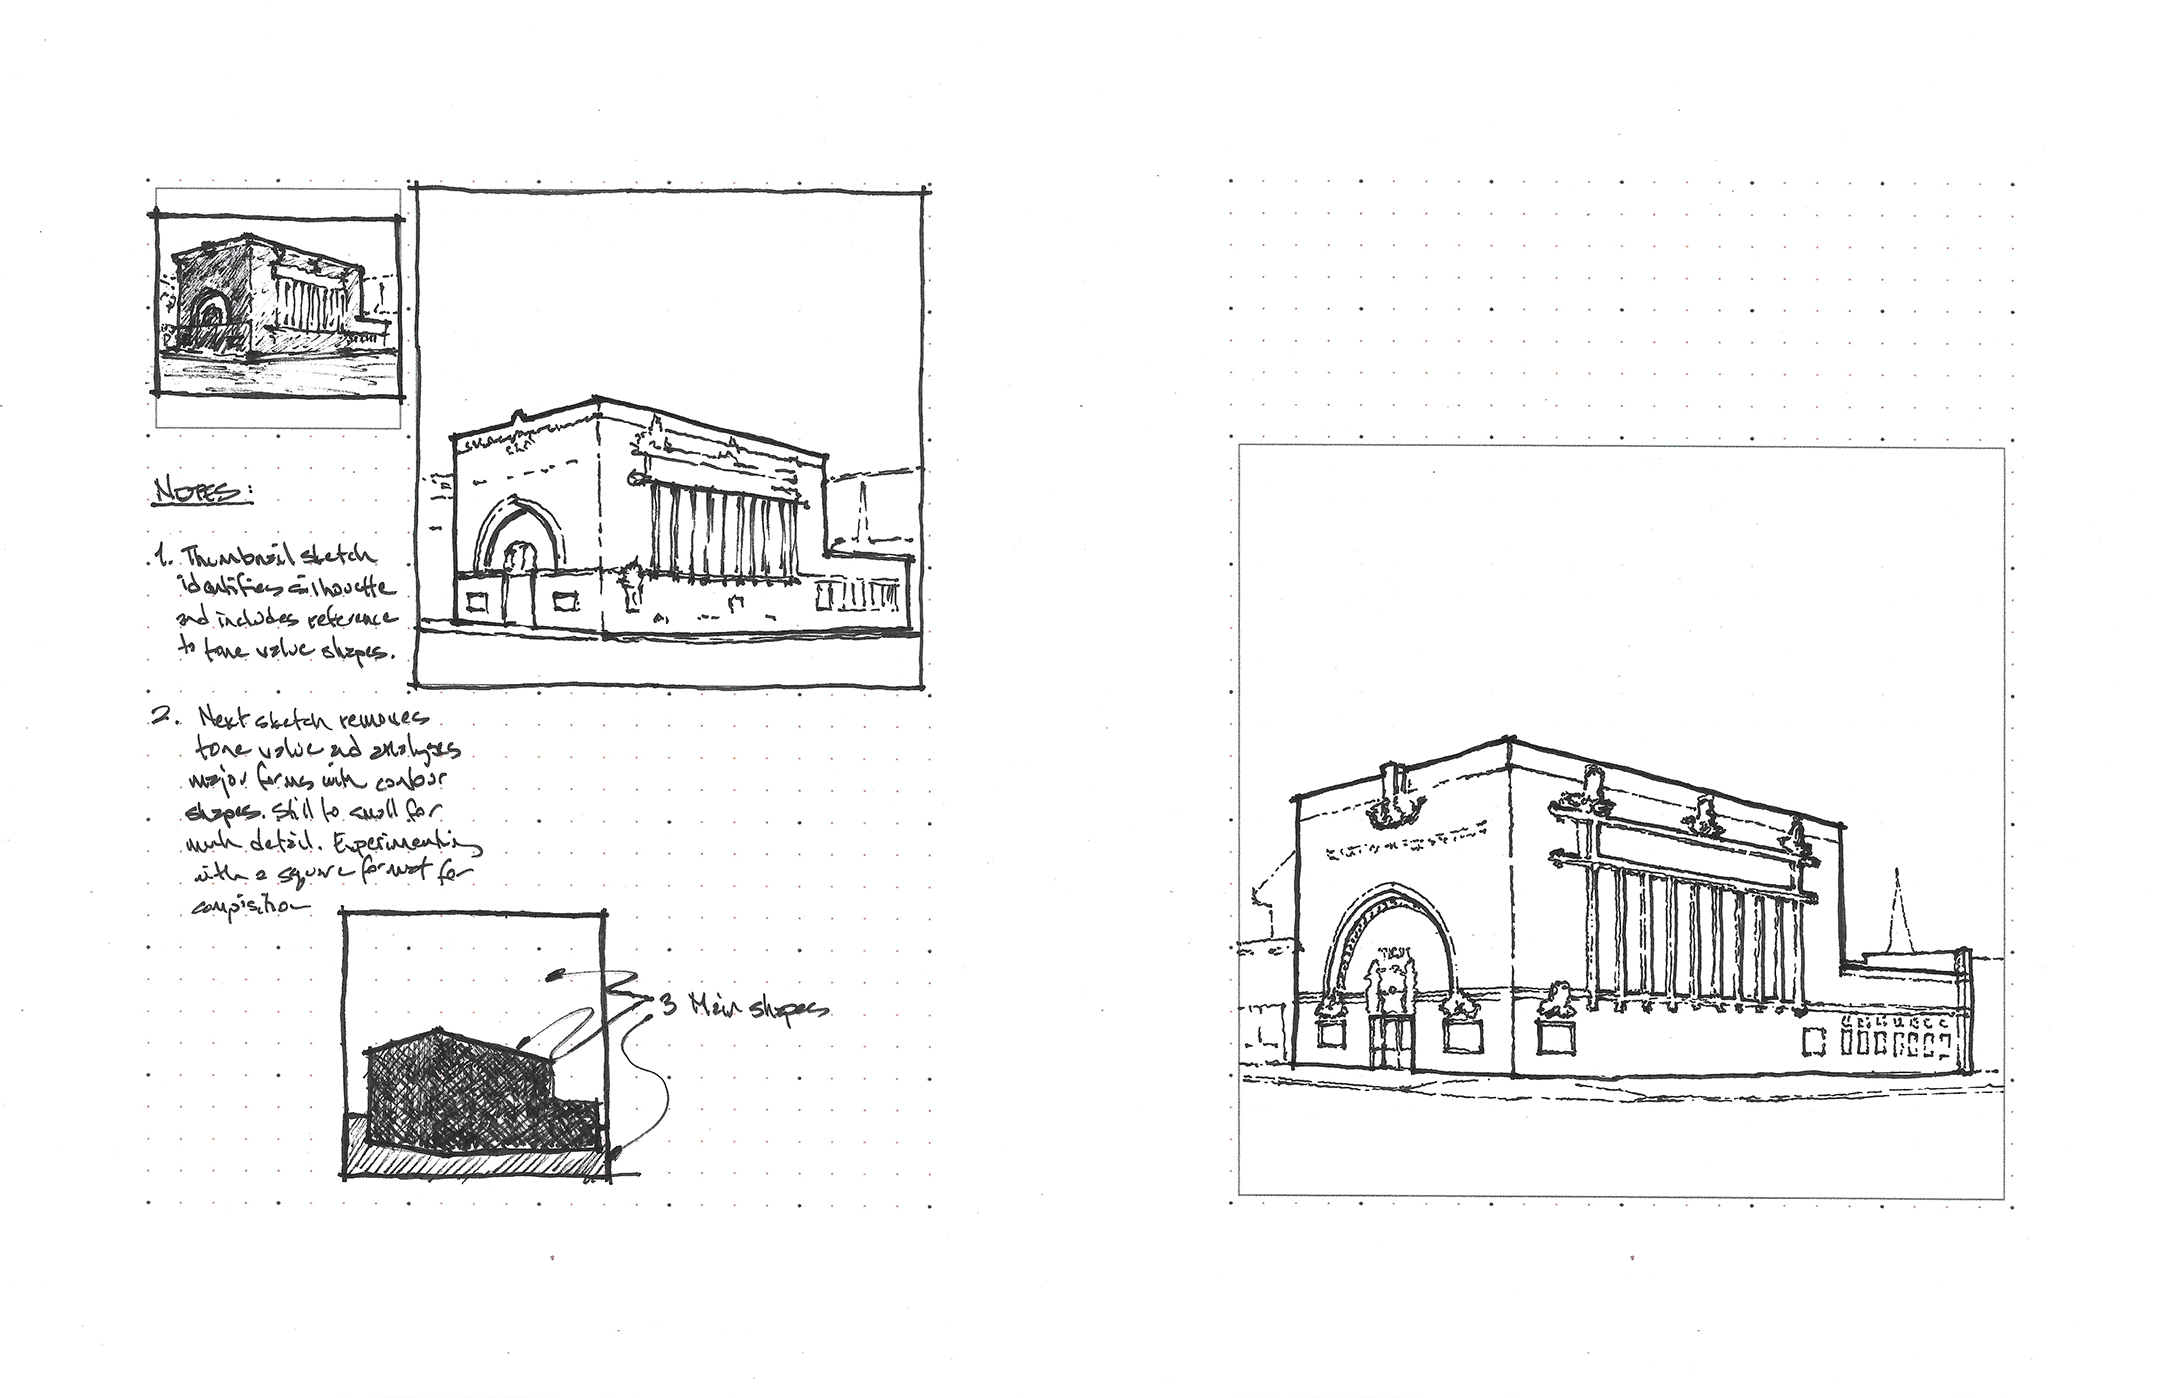 NOTES:
1. Thumbnail sketch
identifies silhouette
and includes reference
to tone value shapes.
2. Next sketch removes
tone value and analyzes
major forms with contour
shapes. Still to small for
much detail. Experimenting
with a square format for
composition
3 Main shapes